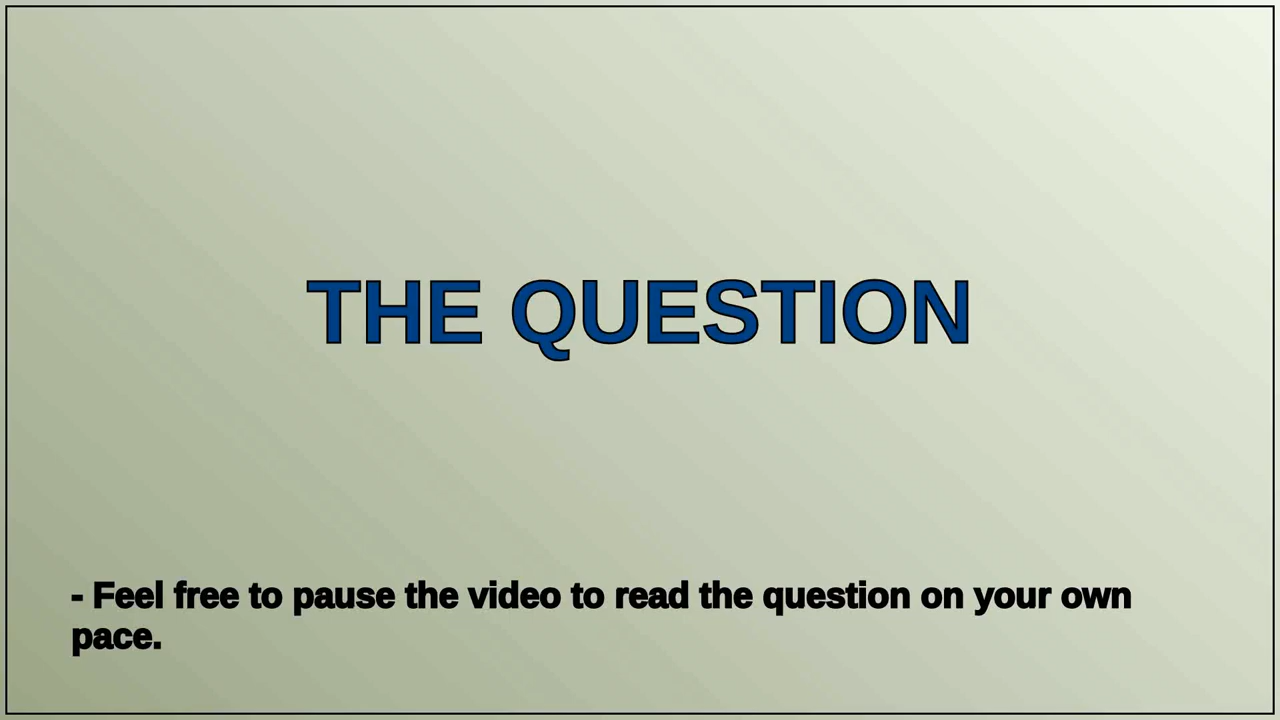 THE QUESTION
- Feel free to pause the video to read the question on your own
pace.